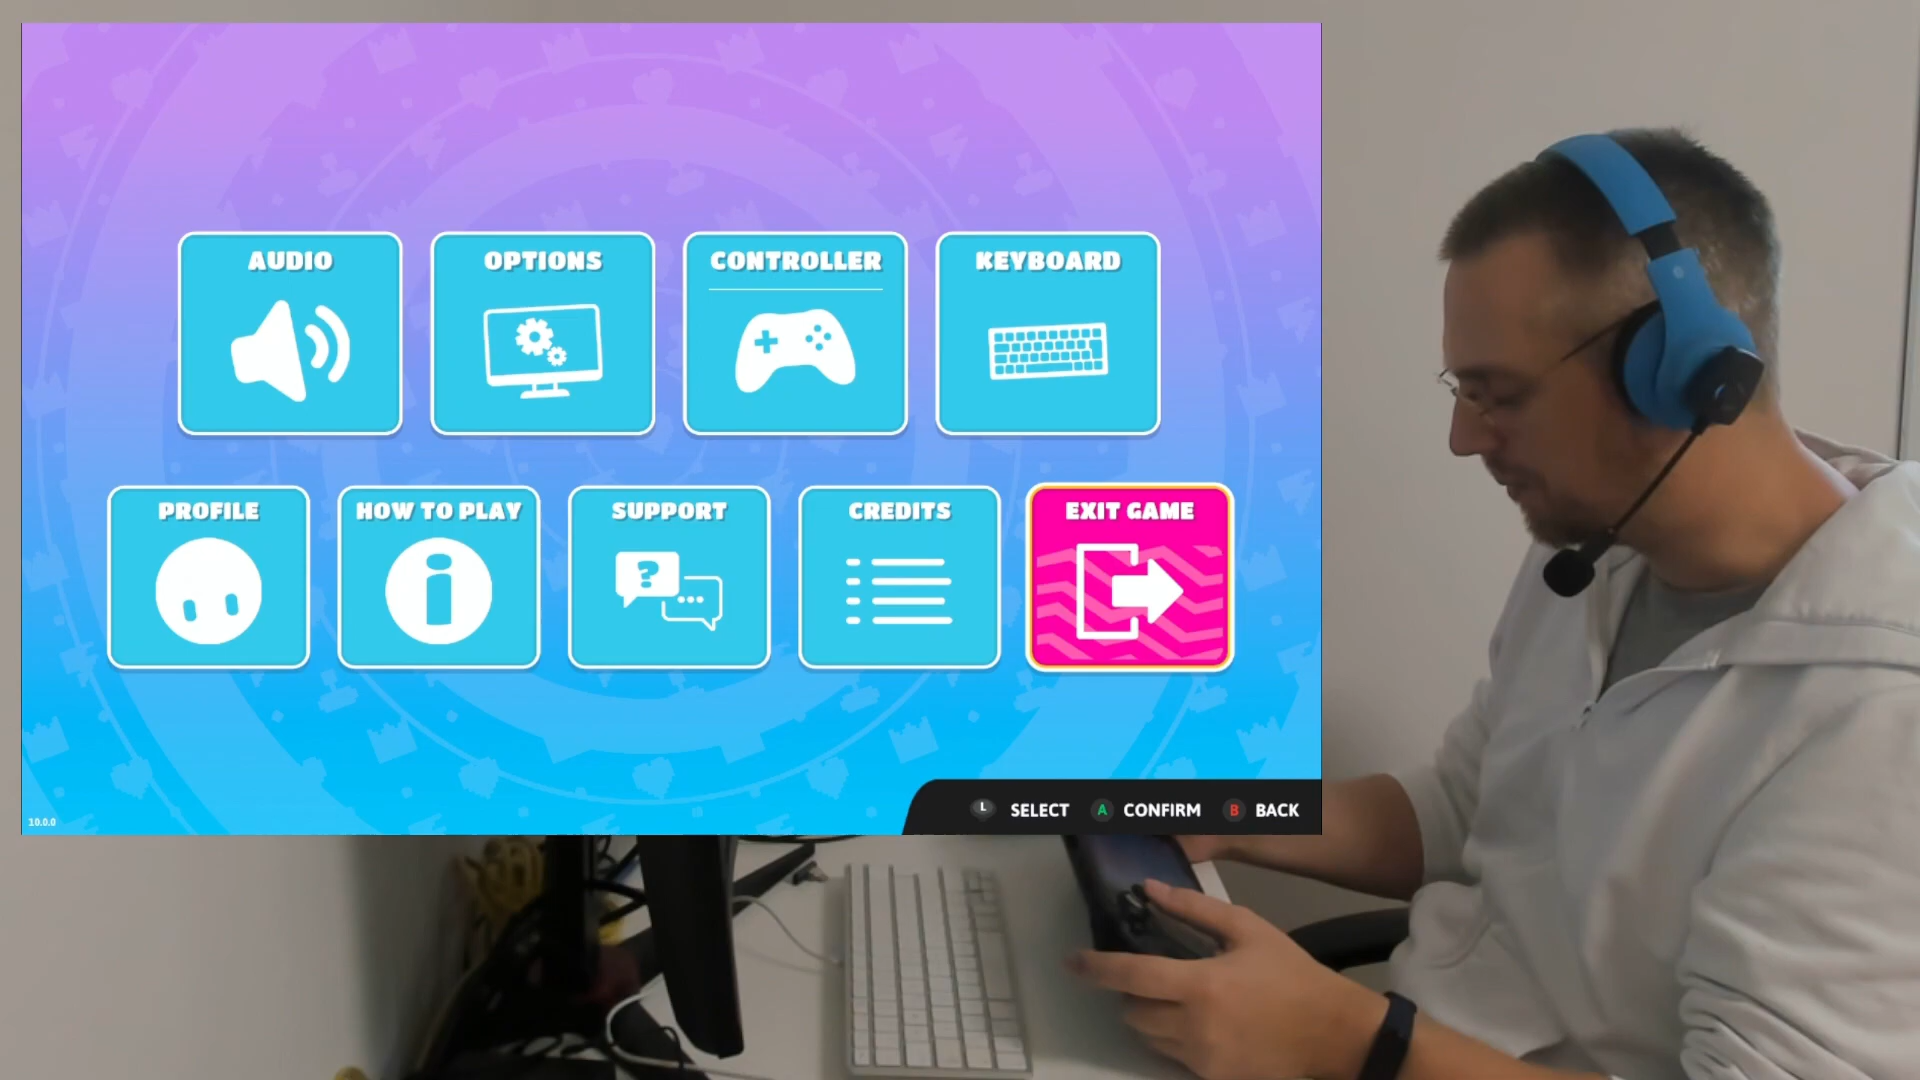 AUDIO
OPTIONS
CONTROLLER
KEYBOARD
PROFILE
HOW TO PLAY
SUPPORT
CREDITS
EXIT GAME
10.0.0
L SELECT A CONFIRM B BACK